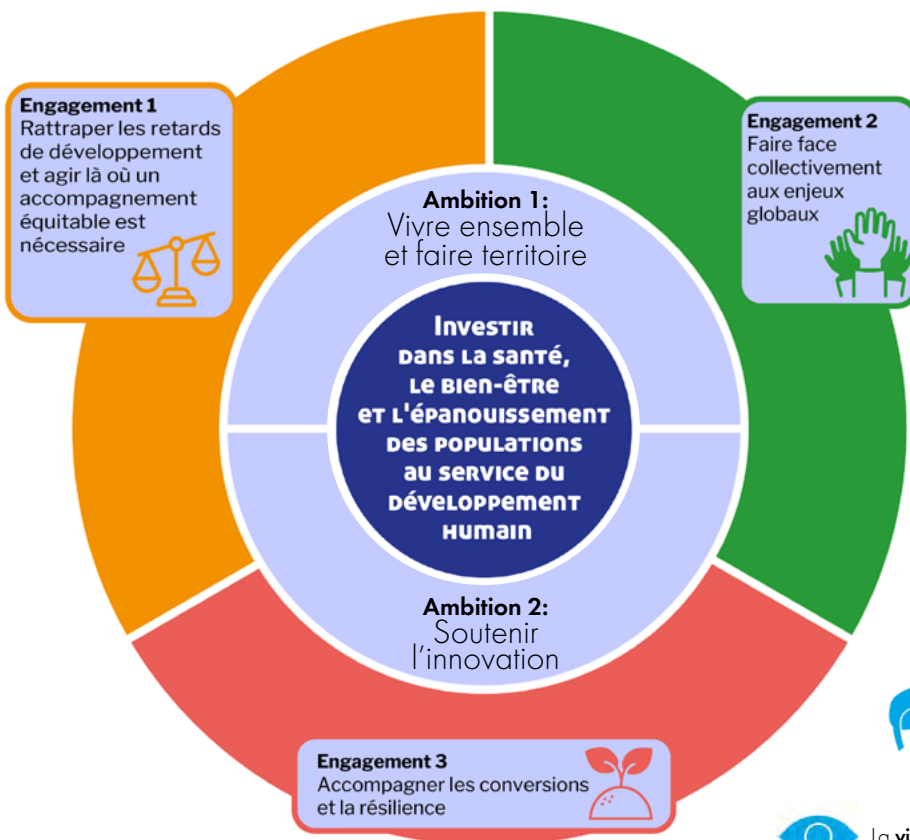 Engagement 1
Rattraper les retards
de développement
et agir là où un
accompagnement
équitable est
nécessaire
Engagement 2
Faire face
collectivement
aux enjeux
globaux
Ambition 1:
Vivre ensemble
et faire territoire
Investir
dans la santé,
le bien-être
et l'épanouissement
des populations
au service du
développement
humain
Ambition 2:
Soutenir
l'innovation
Engagement 3
Accompagner les conversions
et la résilience
la